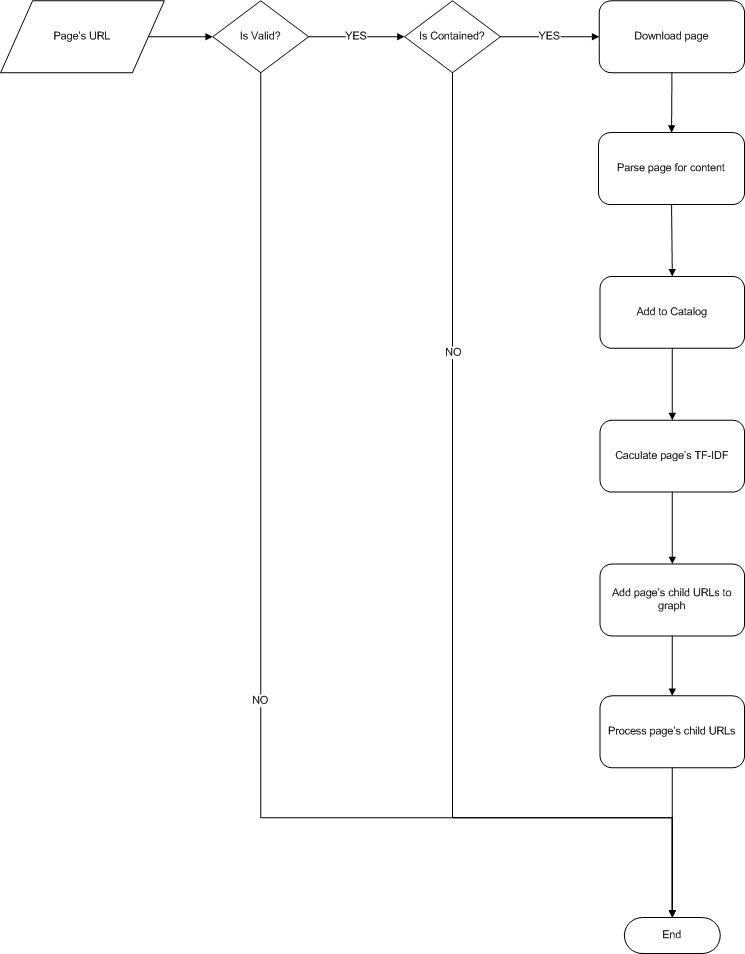 Page's URL
Is Valid?
YES
Is Contained?
YES
Download page
Parse page for content
Add to Catalog
NO
Caculate page's TF-IDF
Add page's child URLs to
graph
NO
Process page's child URLs
End